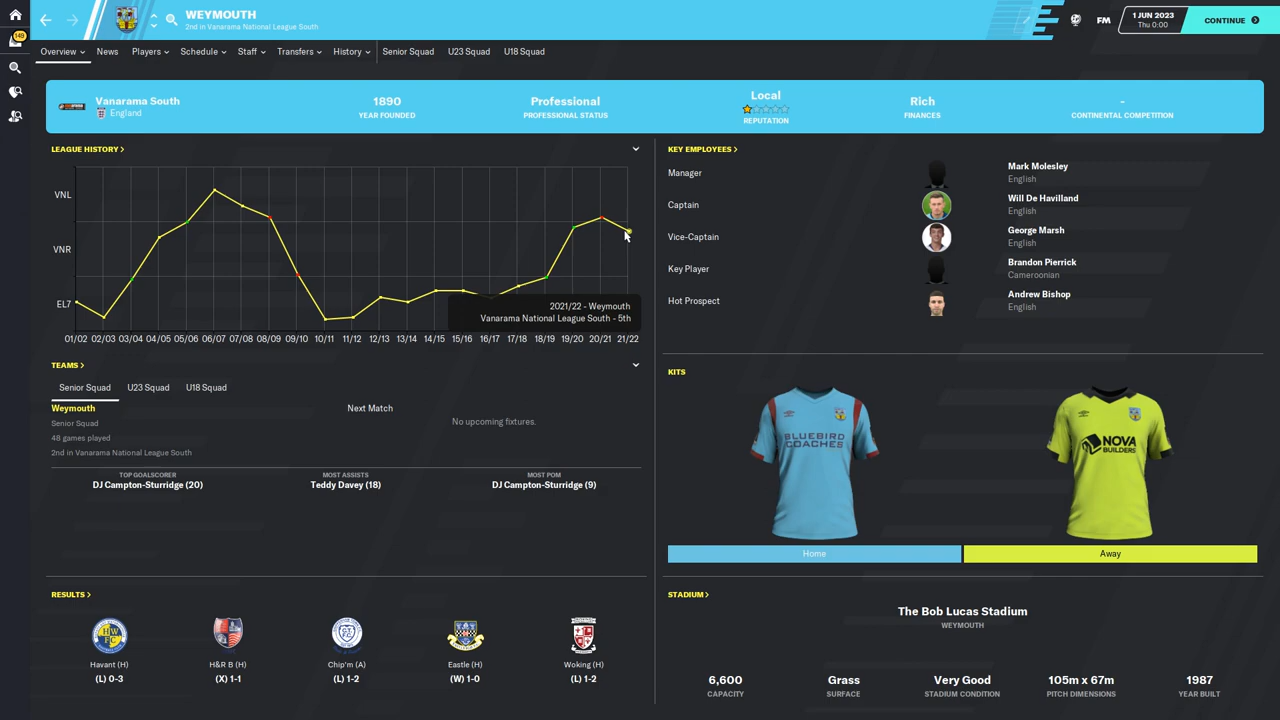 WEYMOUTH
2nd in Vanarama National League South
FM
1 JUN 2023
Thu 0:00
CONTINUE
149
Overview
News
Players
Schedule
Staff
Transfers
History
Senior Squad
U23 Squad
U18 Squad
Vanarama South
England
1890
YEAR FOUNDED
Professional
PROFESSIONAL STATUS
Local
REPUTATION
Rich
FINANCES
-
CONTINENTAL COMPETITION
LEAGUE HISTORY >
VNL
VNR
EL7
2021/22 - Weymouth
Vanarama National League South - 5th
01/02 02/03 03/04 04/05 05/06 06/07 07/08 08/09 09/10 10/11 11/12 12/13 13/14 14/15 15/16 16/17 17/18 18/19 19/20 20/21 21/22
KEY EMPLOYEES >
Manager
Mark Molesley
English
Captain
Will De Havilland
English
Vice-Captain
George Marsh
English
Key Player
Brandon Pierrick
Cameroonian
Hot Prospect
Andrew Bishop
English
TEAMS >
Senior Squad
U23 Squad
U18 Squad
Weymouth
Senior Squad
48 games played
2nd in Vanarama National League South
Next Match
No upcoming fixtures.
TOP GOALSCORER
DJ Campton-Sturridge (20)
MOST ASSISTS
Teddy Davey (18)
MOST POM
DJ Campton-Sturridge (9)
KITS
BLUEBIRD
COACHES
NOVA
BUILDERS
Home
Away
RESULTS >
Havant (H)
(L) 0-3
H&R B (H)
(X) 1-1
Chip'm (A)
(L) 1-2
Eastle (H)
(W) 1-0
Woking (H)
(L) 1-2
STADIUM >
The Bob Lucas Stadium
WEYMOUTH
6,600
CAPACITY
Grass
SURFACE
Very Good
STADIUM CONDITION
105m x 67m
PITCH DIMENSIONS
1987
YEAR BUILT